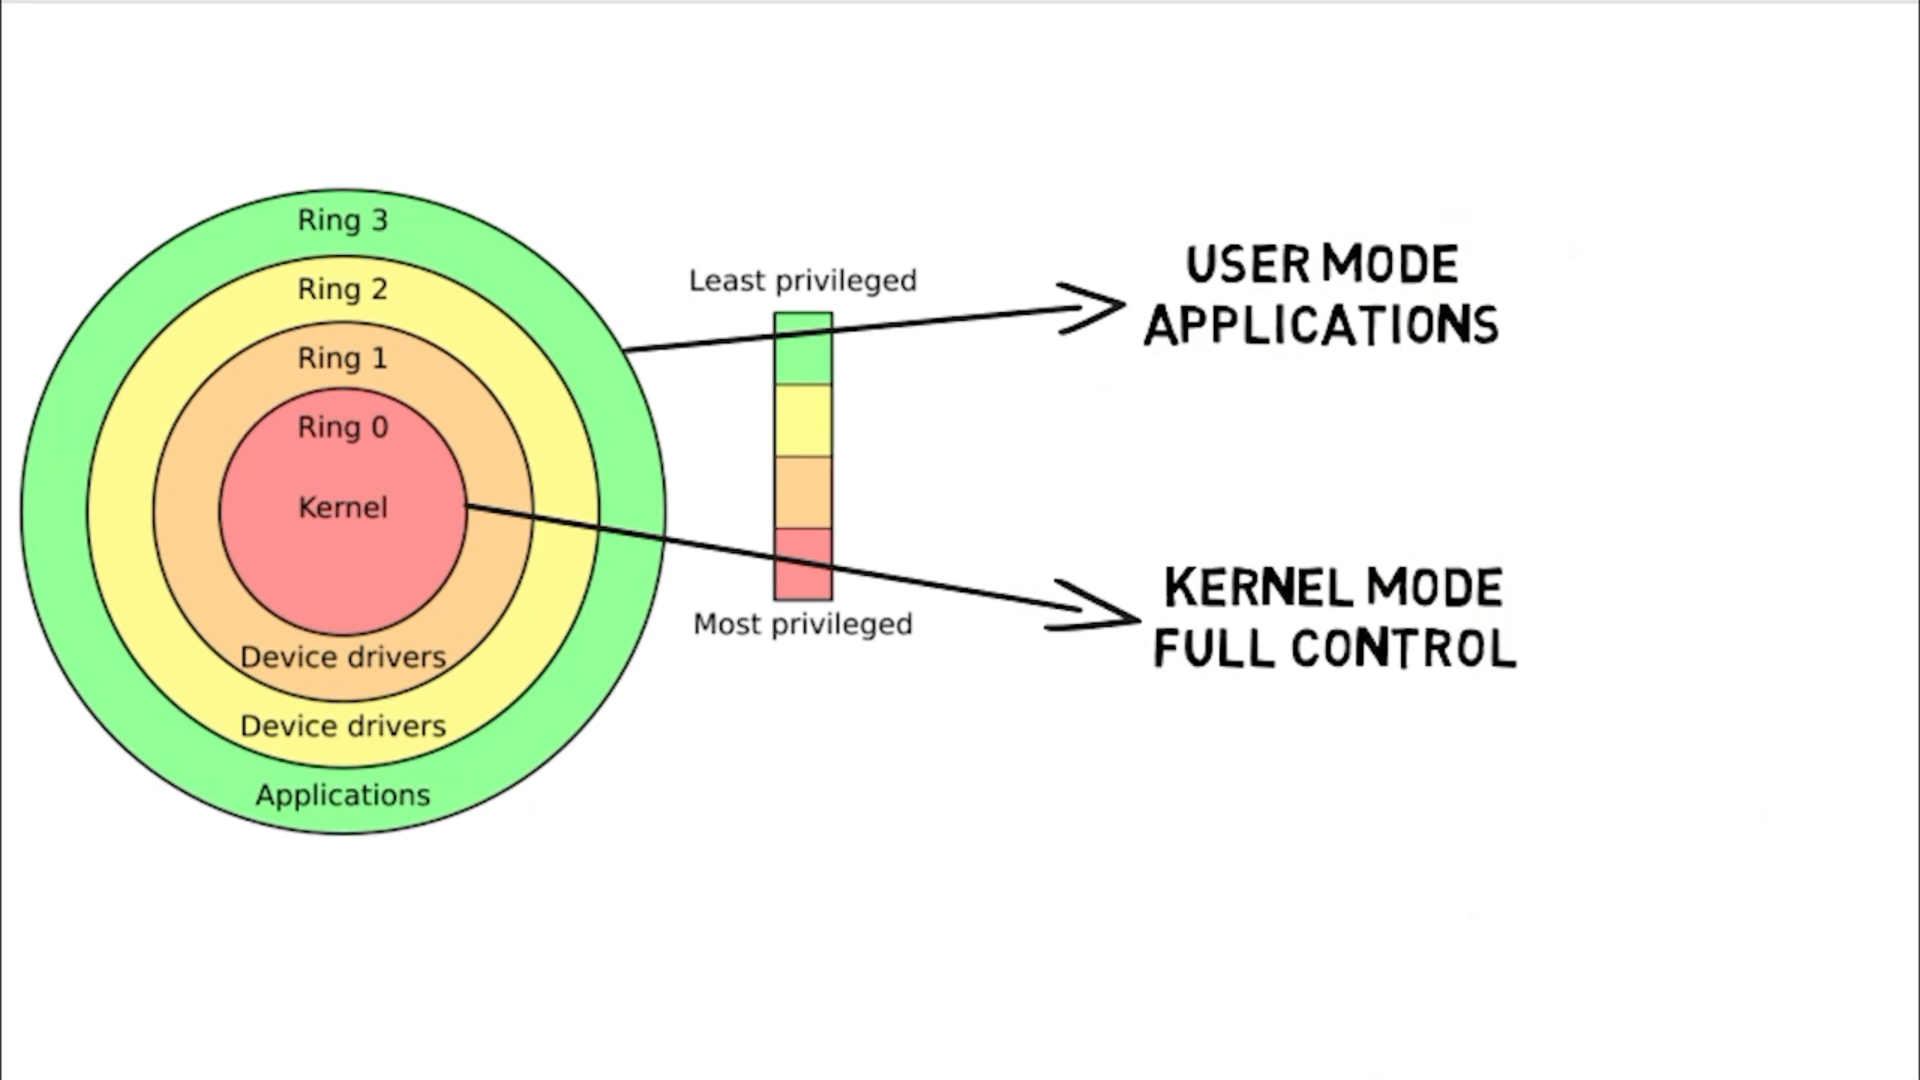 Ring 3
Ring 2
Ring 1
Ring 0
Kernel
Device drivers
Device drivers
Applications
Least privileged
Most privileged
USER MODE
APPLICATIONS
KERNEL MODE
FULL CONTROL